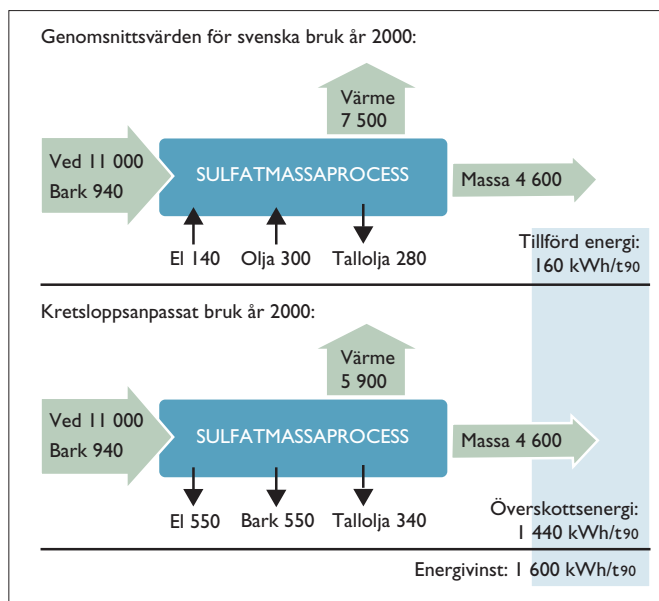 Genomsnittsvärden för svenska bruk år 2000:
Värme
7 500
Ved 11 000
Bark 940
SULFATMASSAPROCESS
Massa 4 600
El 140
Olja 300
Tallolja 280
Tillförd energi:
160 kWh/t90
Kretsloppsanpassat bruk år 2000:
Värme
5 900
Ved 11 000
Bark 940
SULFATMASSAPROCESS
Massa 4 600
El 550
Bark 550
Tallolja 340
Överskottsenergi:
1 440 kWh/t90
Energivinst: 1 600 kWh/t90